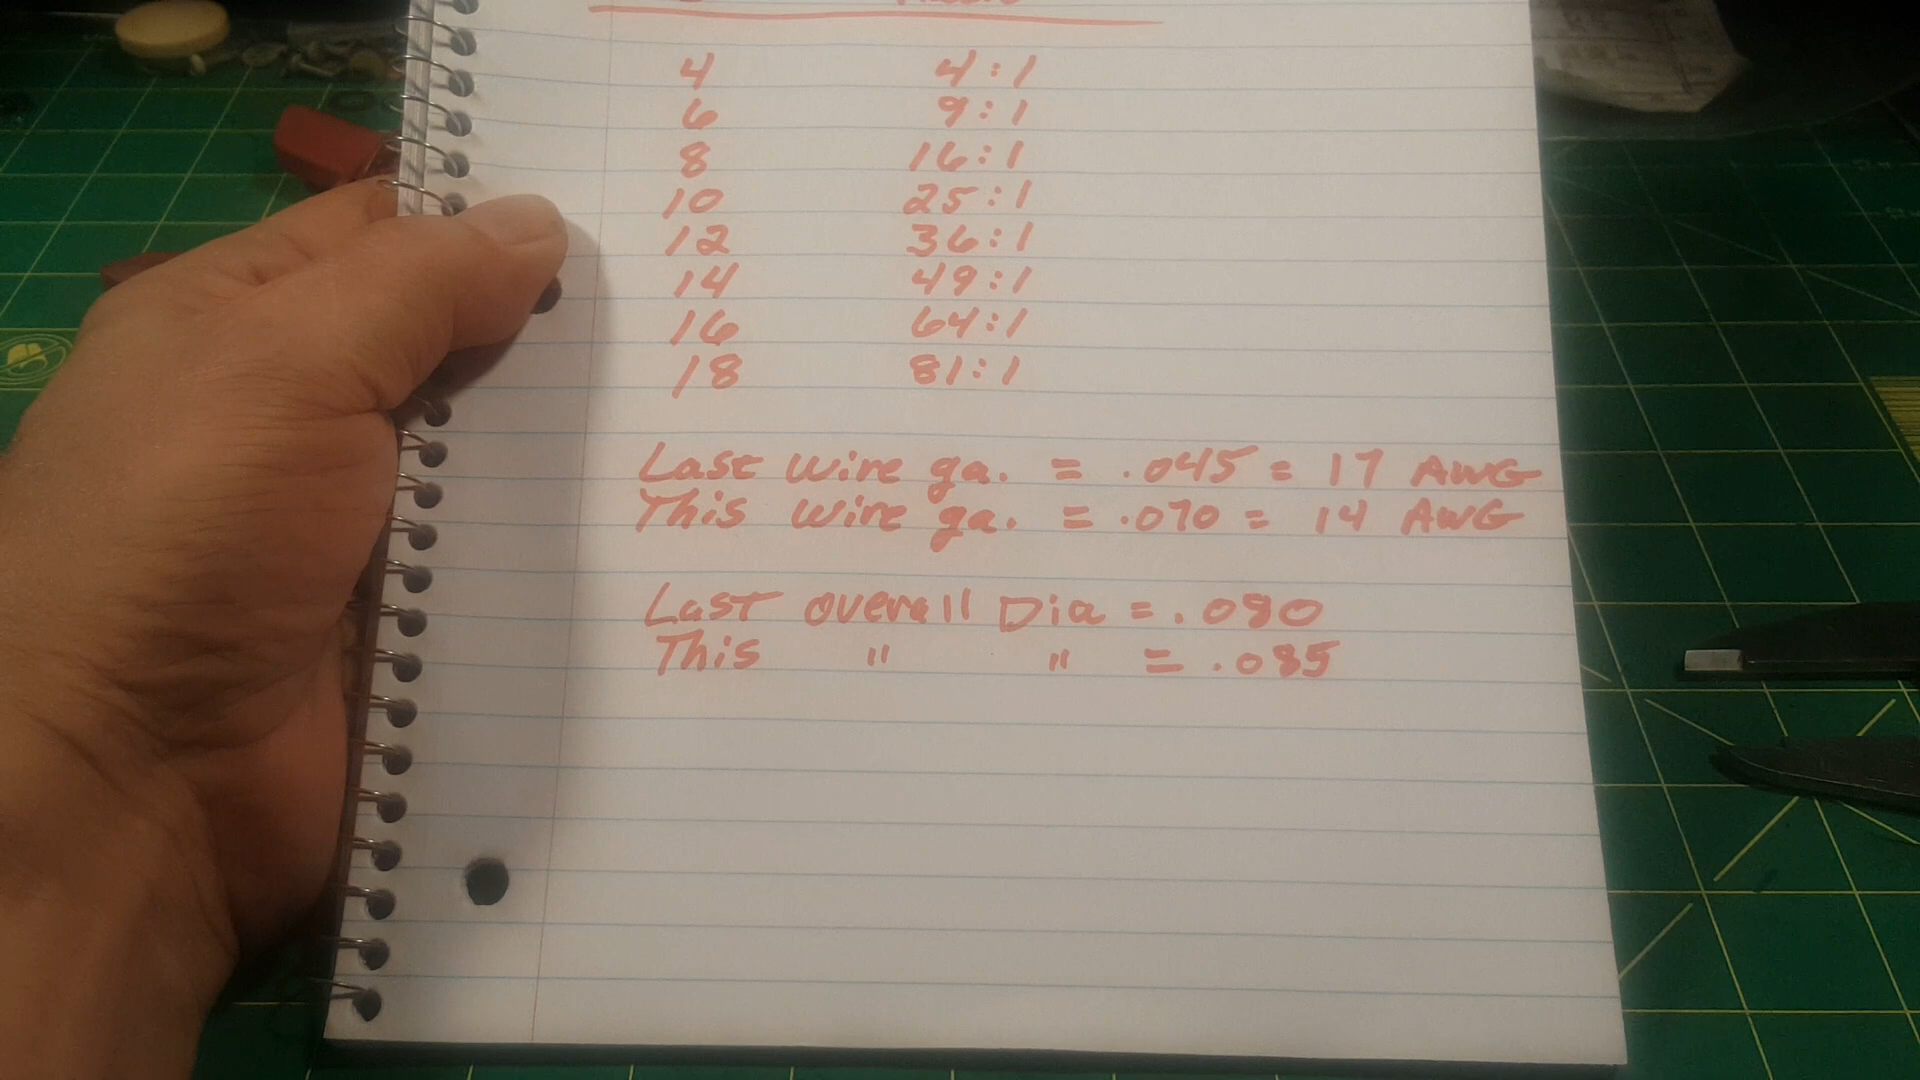 4 4:1
6 9:1
8 16:1
10 25:1
12 36:1
14 49:1
16 64:1
18 81:1
Last wire ga. = .045 = 17 AWG
This wire ga. = .070 = 14 AWG
Last overall Dia = .080
This " " = .085